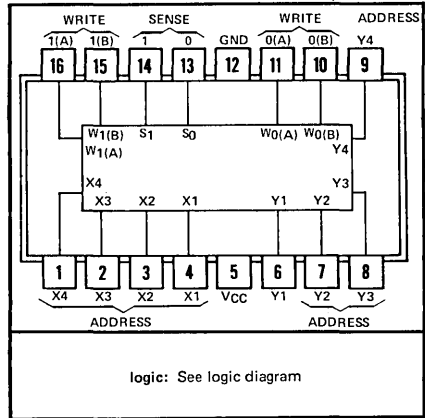 WRITE SENSE WRITE ADDRESS
1(A) 1(B) 1 0 GND 0(A) 0(B) Y4
16 15 14 13 12 11 10 9
W1(B) S1 S0 W0(A) W0(B)
W1(A) Y4
X4 Y3
X3 X2 X1 Y1 Y2
1 2 3 4 5 6 7 8
X4 X3 X2 X1 VCC Y1 Y2 Y3
ADDRESS ADDRESS
logic: See logic diagram